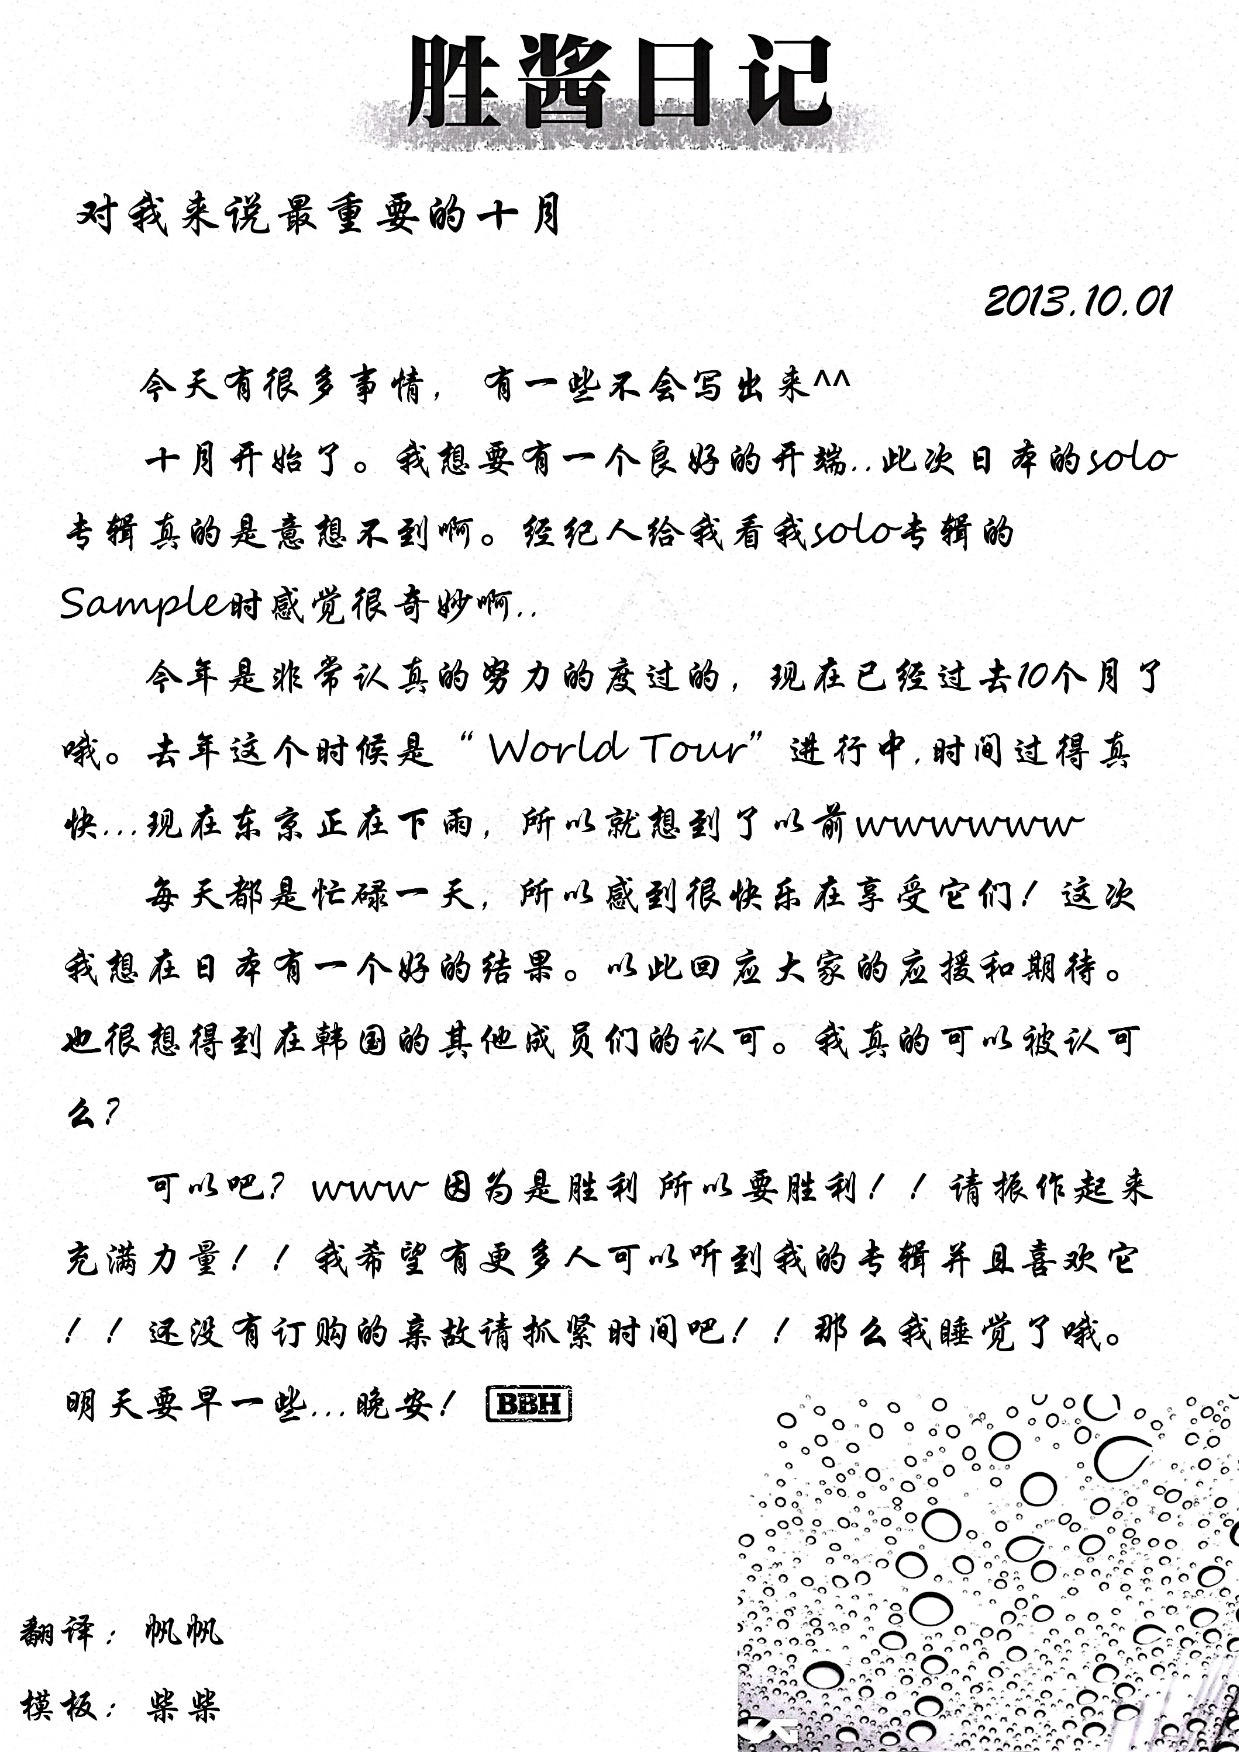 胜酱日记
对我来说最重要的十月
2013.10.01
今天有很多事情， 有一些不会写出来^^
十月开始了。我想要有一个良好的开端..此次日本的solo
专辑真的是意想不到啊。经纪人给我看我solo专辑的
Sample时感觉很奇妙啊..
今年是非常认真的努力的度过的，现在已经过去10个月了
哦。去年这个时候是“World Tour”进行中,时间过得真
快...现在东京正在下雨，所以就想到了以前wwwwww
每天都是忙碌一天，所以感到很快乐在享受它们！这次
我想在日本有一个好的结果。以此回应大家的应援和期待。
也很想得到在韩国的其他成员们的认可。我真的可以被认可
么？
可以吧？www 因为是胜利 所以要胜利！！请振作起来
充满力量！！我希望有更多人可以听到我的专辑并且喜欢它
！！还没有订购的亲故请抓紧时间吧！！那么我睡觉了哦。
明天要早一些...晚安！ BBH
翻译：帆帆
模板：柴柴
YG